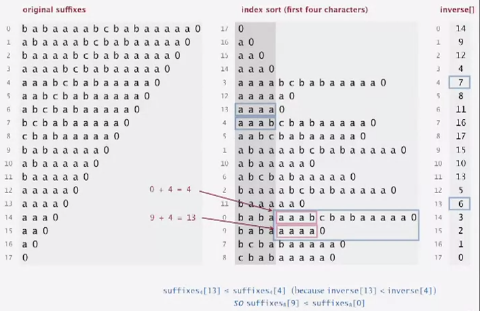 original suffixes index sort (first four characters) inverse[]
0 b a b a a a a b c b a b a a a a a 0 17 0 0 14
1 a b a a a a b c b a b a a a a a 0 16 a 0 1 9
2 b a a a a b c b a b a a a a a 0 15 a a 0 2 12
3 a a a a b c b a b a a a a a 0 14 a a a 0 3 4
4 a a a b c b a b a a a a a 0 3 a a a a b c b a b a a a a a 0 4 7
5 a a b c b a b a a a a a 0 12 a a a a a 0 5 8
6 a b c b a b a a a a a 0 13 a a a a 0 6 11
7 b c b a b a a a a a 0 4 a a a b c b a b a a a a a 0 7 16
8 c b a b a a a a a 0 5 a a b c b a b a a a a a 0 8 17
9 b a b a a a a a 0 1 a b a a a a b c b a b a a a a a 0 9 15
10 a b a a a a a 0 10 a b a a a a a 0 10 10
11 b a a a a a 0 6 a b c b a b a a a a a 0 11 13
12 a a a a a 0 0 + 4 = 4 2 b a a a a b c b a b a a a a a 0 12 5
13 a a a a 0 11 b a a a a a 0 13 6
14 a a a 0 9 + 4 = 13 0 b a b a a a a b c b a b a a a a a 0 14 3
15 a a 0 9 b a b a a a a a 0 15 2
16 a 0 7 b c b a b a a a a a 0 16 1
17 0 8 c b a b a a a a a 0 17 0
suffixes₄[13] ≤ suffixes₄[4] (because inverse[13] < inverse[4])
SO suffixes₈[9] ≤ suffixes₈[0]